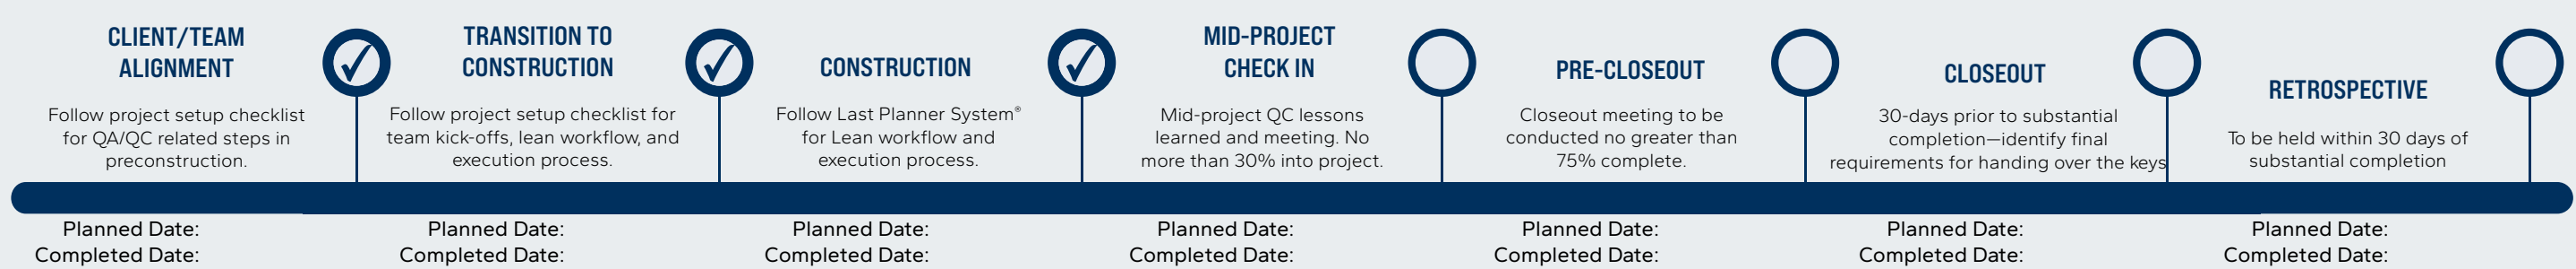 CLIENT/TEAM
ALIGNMENT
Follow project setup checklist
for QA/QC related steps in
preconstruction.
TRANSITION TO
CONSTRUCTION
Follow project setup checklist for
team kick-offs, lean workflow, and
execution process.
CONSTRUCTION
Follow Last Planner System®
for Lean workflow and
execution process.
MID-PROJECT
CHECK IN
Mid-project QC lessons
learned and meeting. No
more than 30% into project.
PRE-CLOSEOUT
Closeout meeting to be
conducted no greater than
75% complete.
CLOSEOUT
30-days prior to substantial
completion—identify final
requirements for handing over the keys
RETROSPECTIVE
To be held within 30 days of
substantial completion
Planned Date:
Completed Date:
Planned Date:
Completed Date:
Planned Date:
Completed Date:
Planned Date:
Completed Date:
Planned Date:
Completed Date:
Planned Date:
Completed Date:
Planned Date:
Completed Date: